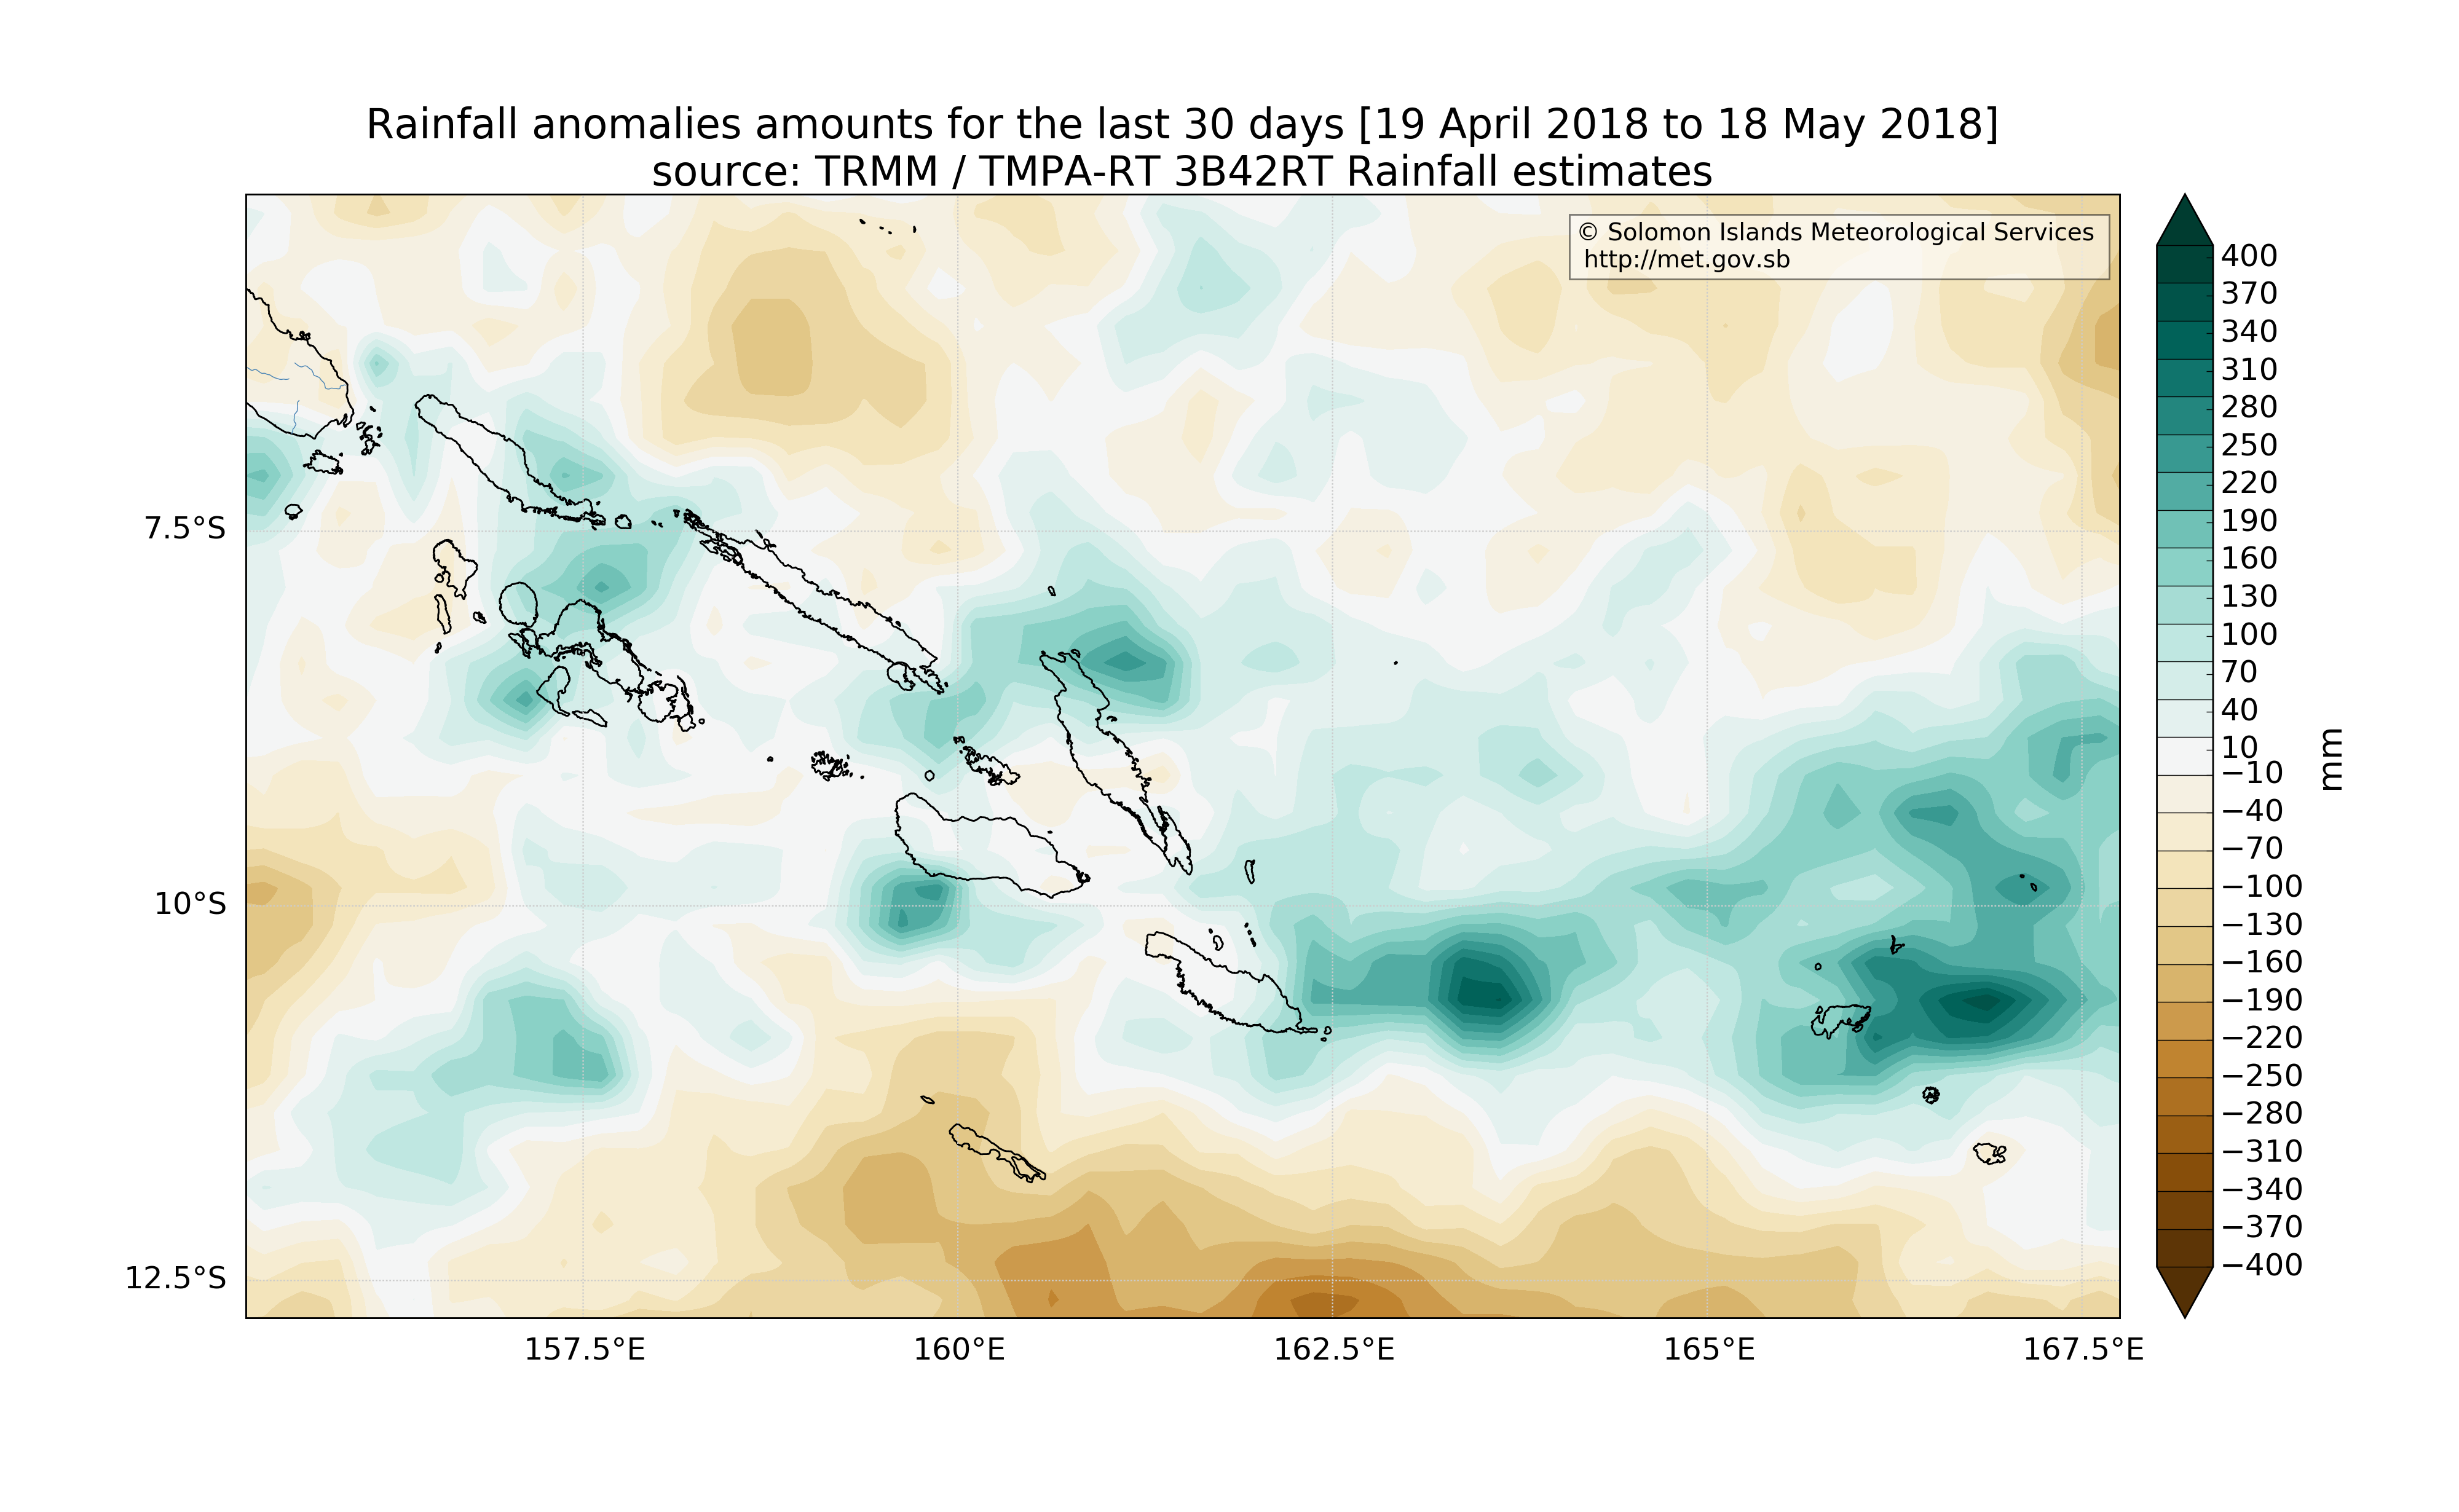 Rainfall anomalies amounts for the last 30 days [19 April 2018 to 18 May 2018]
source: TRMM / TMPA-RT 3B42RT Rainfall estimates
© Solomon Islands Meteorological Services
http://met.gov.sb
7.5°S
10°S
12.5°S
157.5°E
160°E
162.5°E
165°E
167.5°E
400
370
340
310
280
250
220
190
160
130
100
70
40
10
−10
−40
−70
−100
−130
−160
−190
−220
−250
−280
−310
−340
−370
−400
mm